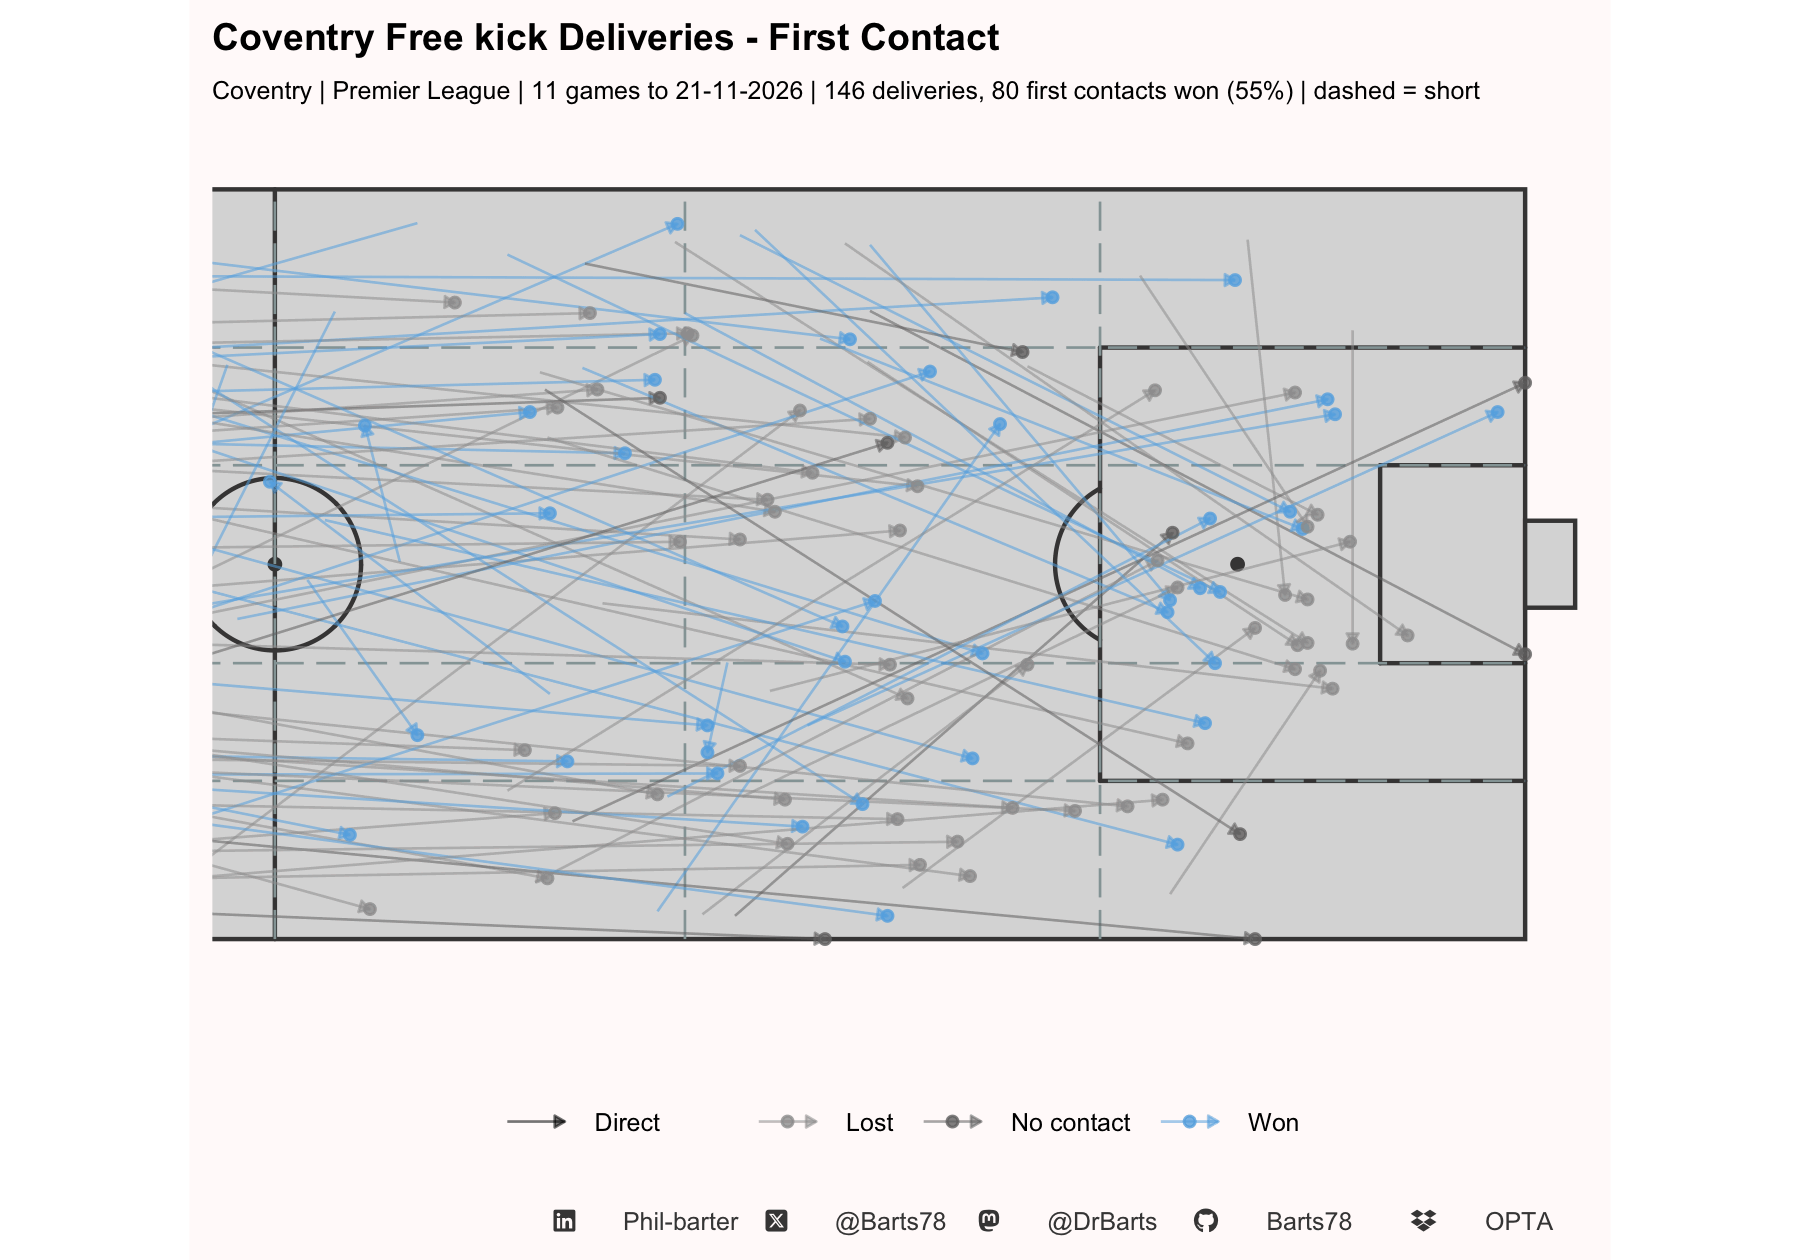 Coventry Free kick Deliveries - First Contact
Coventry | Premier League | 11 games to 21-11-2026 | 146 deliveries, 80 first contacts won (55%) | dashed = short
Direct Lost No contact Won
Phil-barter @Barts78 @DrBarts Barts78 OPTA